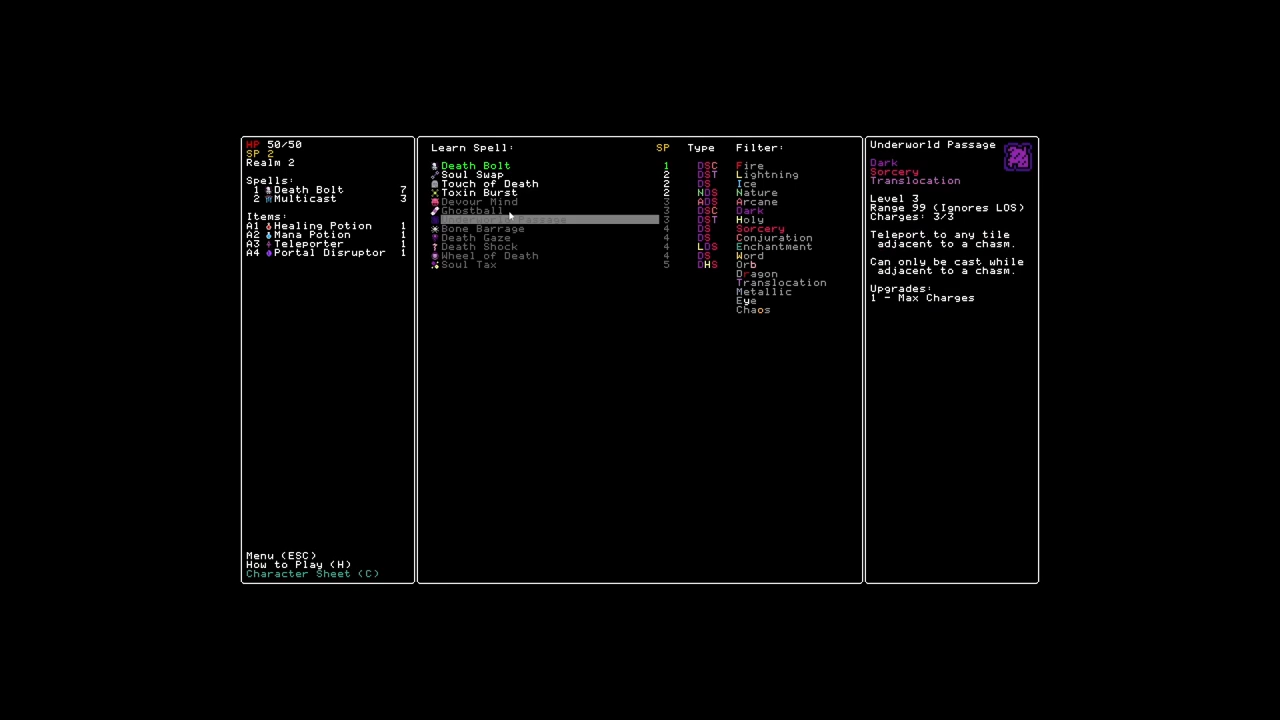 HP 50/50
SP 2
Realm 2
Spells:
1 Death Bolt 7
2 Multicast 3
Items:
A1 Healing Potion 1
A2 Mana Potion 1
A3 Teleporter 1
A4 Portal Disruptor 1
Menu (ESC)
How to Play (H)
Character Sheet (C)
Learn Spell: SP Type
Death Bolt 1 DSC
Soul Swap 2 DST
Touch of Death 2 DS
Toxin Burst 2 NDS
Devour Mind 3 ADS
Ghostball 3 DSC
Underworld Passage 3 DST
Bone Barrage 4 DS
Death Gaze 4 DS
Death Shock 4 LDS
Wheel of Death 4 DS
Soul Tax 5 DHS
Filter:
Fire
Lightning
Ice
Nature
Arcane
Dark
Holy
Sorcery
Conjuration
Enchantment
Word
Orb
Dragon
Translocation
Metallic
Eye
Chaos
Underworld Passage
Dark
Sorcery
Translocation
Level 3
Range 99 (Ignores LOS)
Charges: 3/3
Teleport to any tile
adjacent to a chasm.
Can only be cast while
adjacent to a chasm.
Upgrades:
1 - Max Charges